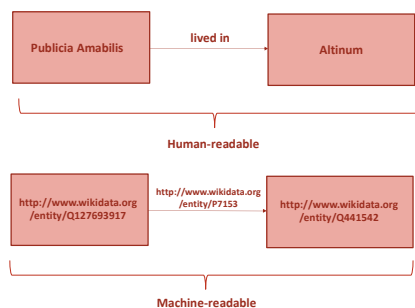 Publicia Amabilis
lived in
Altinum
Human-readable
http://www.wikidata.org
/entity/Q127693917
http://www.wikidata.org
/entity/P7153
http://www.wikidata.org
/entity/Q441542
Machine-readable